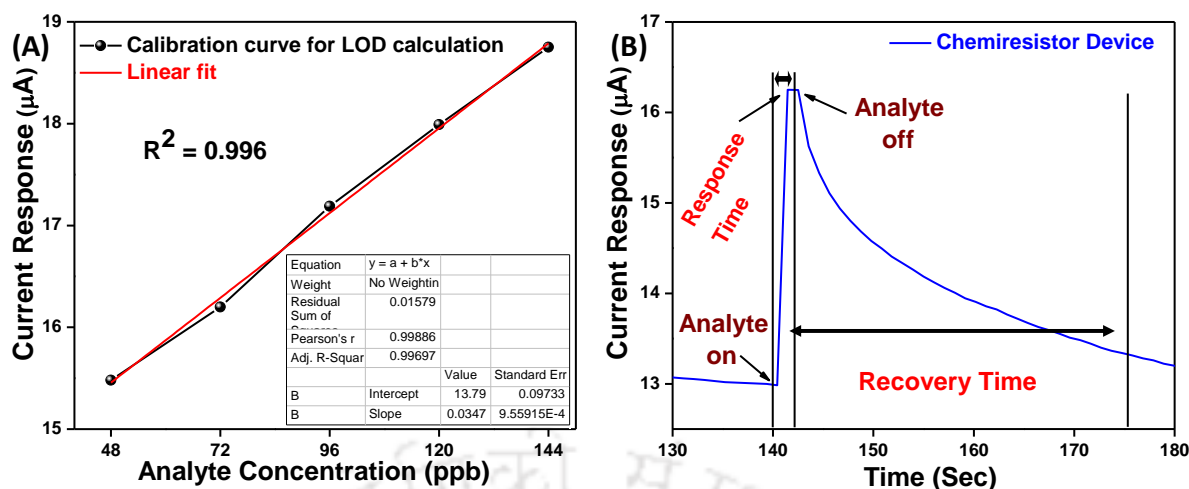 (A)
Calibration curve for LOD calculation
Linear fit
R² = 0.996
Current Response (µA)
19
18
17
16
15
48 72 96 120 144
Analyte Concentration (ppb)
Equation y = a + b*x
Weight No Weightin
Residual 0.01579
Sum of
Pearson's r 0.99886
Adj. R-Squar 0.99697
Value Standard Err
B Intercept 13.79 0.09733
B Slope 0.0347 9.55915E-4
(B)
Chemiresistor Device
Current Response (µA)
17
16
15
14
13
Response
Time
Analyte
off
Analyte
on
Recovery Time
130 140 150 160 170 180
Time (Sec)